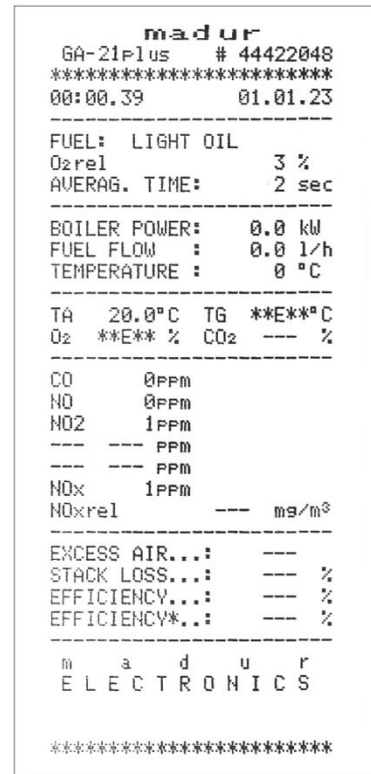 madur
GA-21plus # 44422048
*************************
00:00.39 01.01.23
-------------------------
FUEL: LIGHT OIL
O₂rel 3 %
AVERAG. TIME: 2 sec
-------------------------
BOILER POWER: 0.0 kW
FUEL FLOW : 0.0 l/h
TEMPERATURE : 0 °C
-------------------------
TA 20.0°C TG **E**°C
O₂ **E** % CO₂ --- %
-------------------------
CO 0ppm
NO 0ppm
NO2 1ppm
--- --- ppm
--- --- ppm
NOx 1ppm
NOxrel --- mg/m³
-------------------------
EXCESS AIR...: ---
STACK LOSS...: --- %
EFFICIENCY...: --- %
EFFICIENCY*..: --- %
-------------------------
m a d u r
E L E C T R O N I C S
*************************